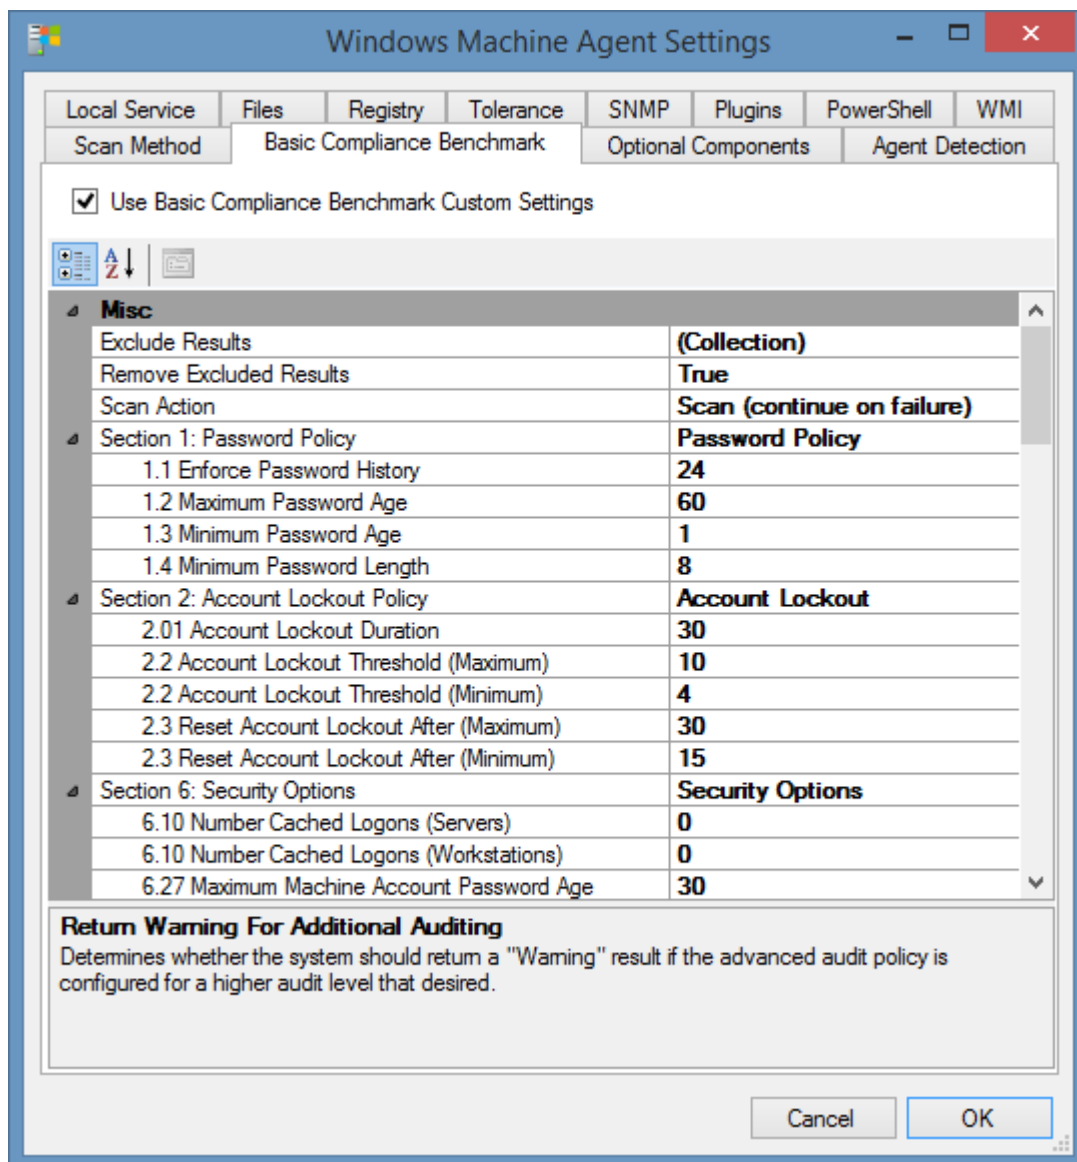 Windows Machine Agent Settings
Local Service Files Registry Tolerance SNMP Plugins PowerShell WMI
Scan Method Basic Compliance Benchmark Optional Components Agent Detection
Use Basic Compliance Benchmark Custom Settings
Misc
Exclude Results (Collection)
Remove Excluded Results True
Scan Action Scan (continue on failure)
Section 1: Password Policy Password Policy
1.1 Enforce Password History 24
1.2 Maximum Password Age 60
1.3 Minimum Password Age 1
1.4 Minimum Password Length 8
Section 2: Account Lockout Policy Account Lockout
2.01 Account Lockout Duration 30
2.2 Account Lockout Threshold (Maximum) 10
2.2 Account Lockout Threshold (Minimum) 4
2.3 Reset Account Lockout After (Maximum) 30
2.3 Reset Account Lockout After (Minimum) 15
Section 6: Security Options Security Options
6.10 Number Cached Logons (Servers) 0
6.10 Number Cached Logons (Workstations) 0
6.27 Maximum Machine Account Password Age 30
Return Warning For Additional Auditing
Determines whether the system should return a "Warning" result if the advanced audit policy is
configured for a higher audit level that desired.
Cancel OK